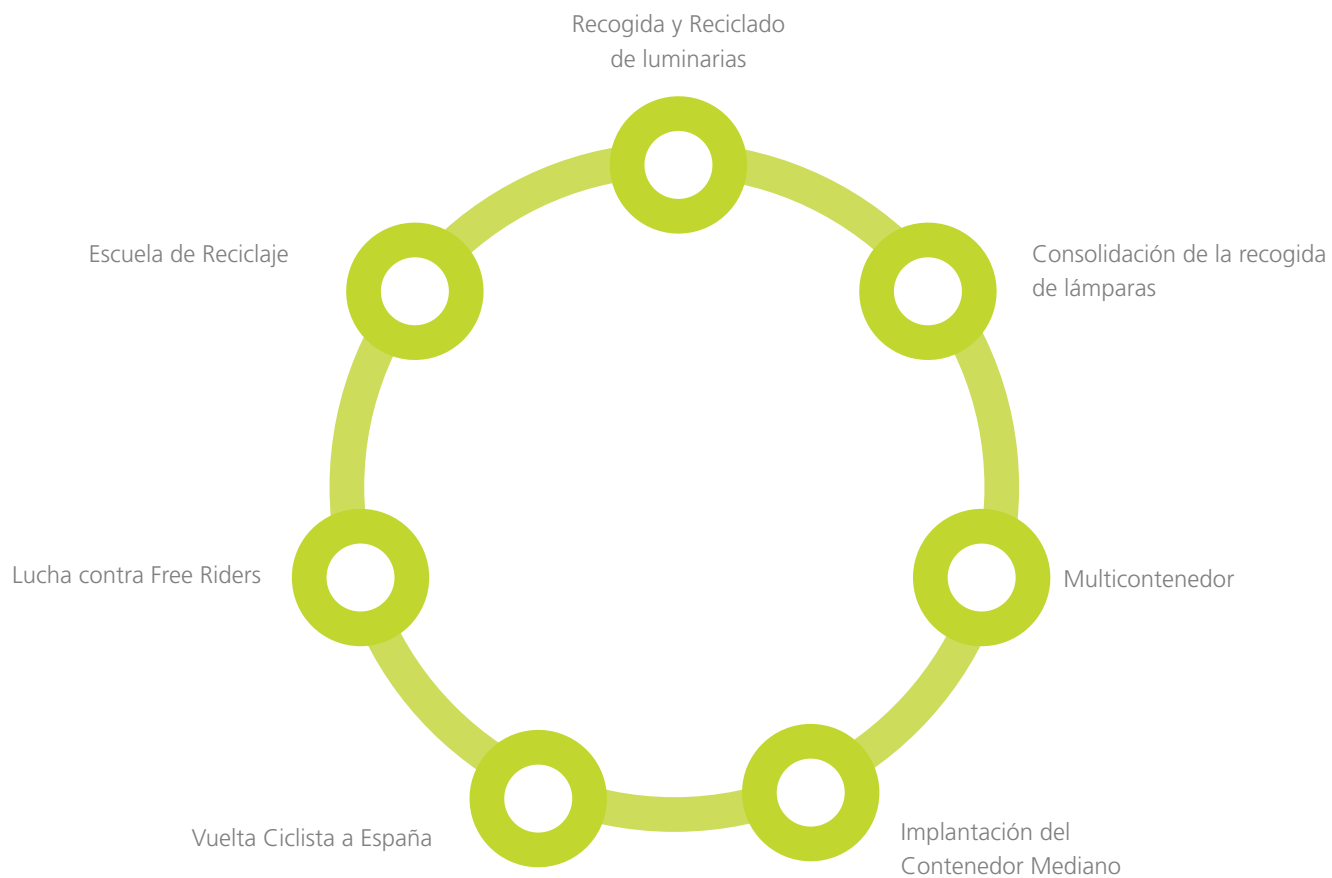 Recogida y Reciclado
de luminarias
Escuela de Reciclaje
Consolidación de la recogida
de lámparas
Lucha contra Free Riders
Multicontenedor
Vuelta Ciclista a España
Implantación del
Contenedor Mediano